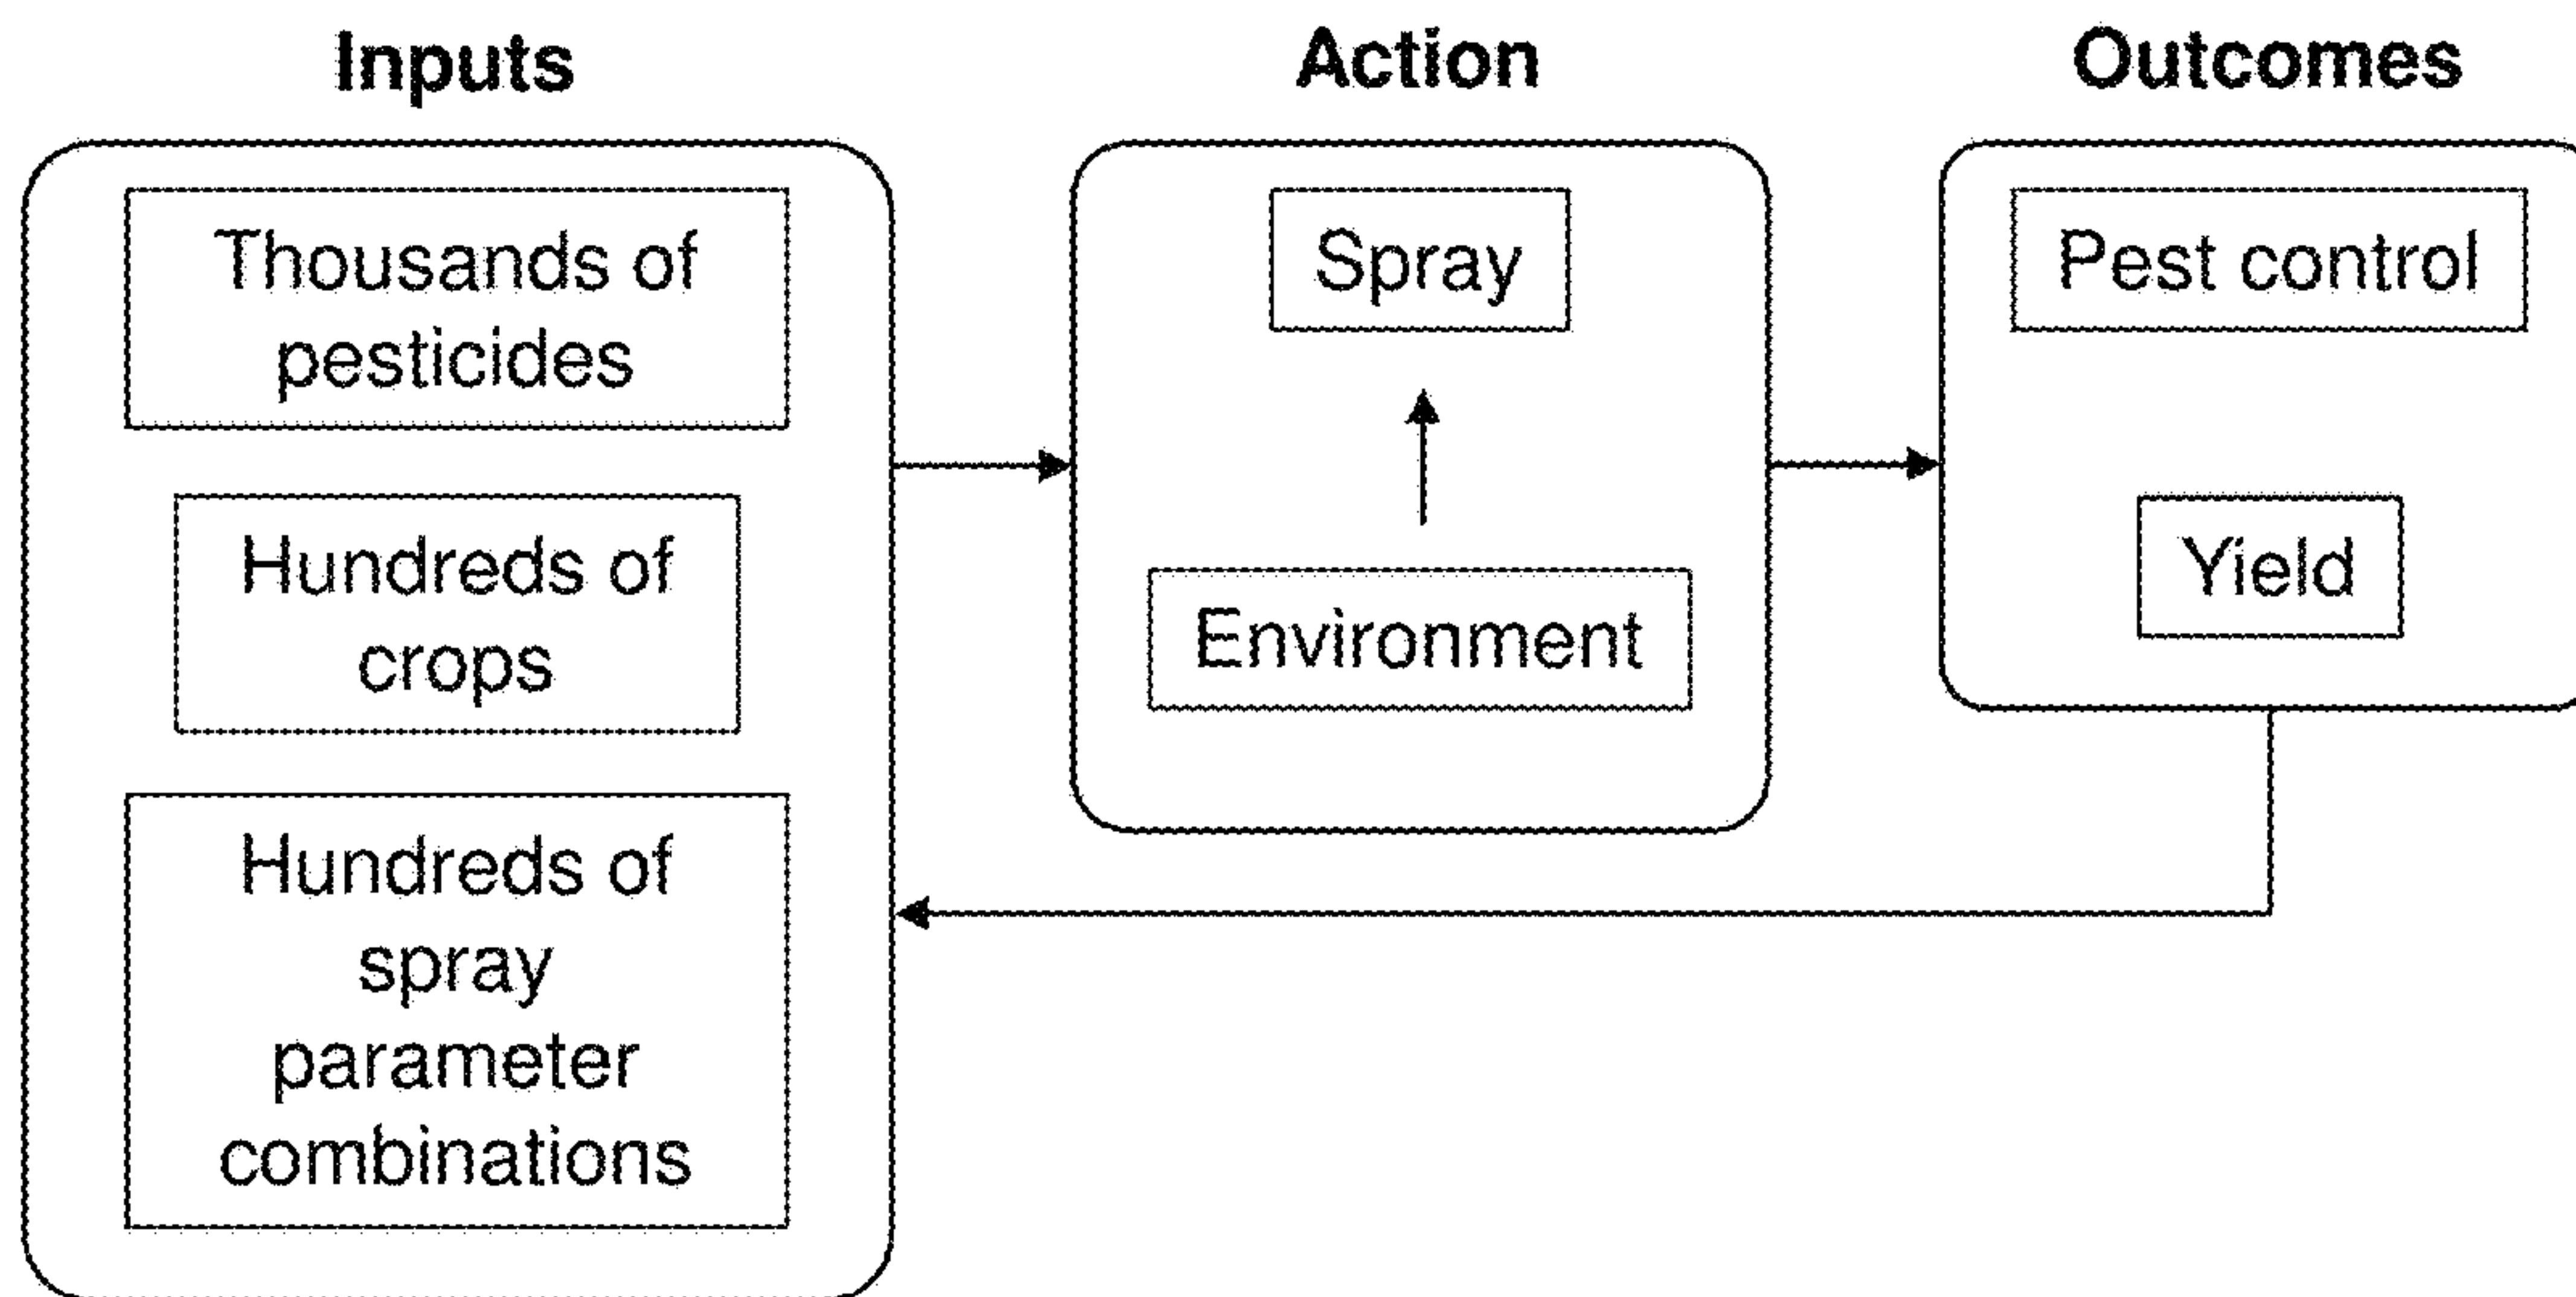 Inputs
Thousands of
pesticides
Hundreds of
crops
Hundreds of
spray
parameter
combinations
Action
Spray
Environment
Outcomes
Pest control
Yield